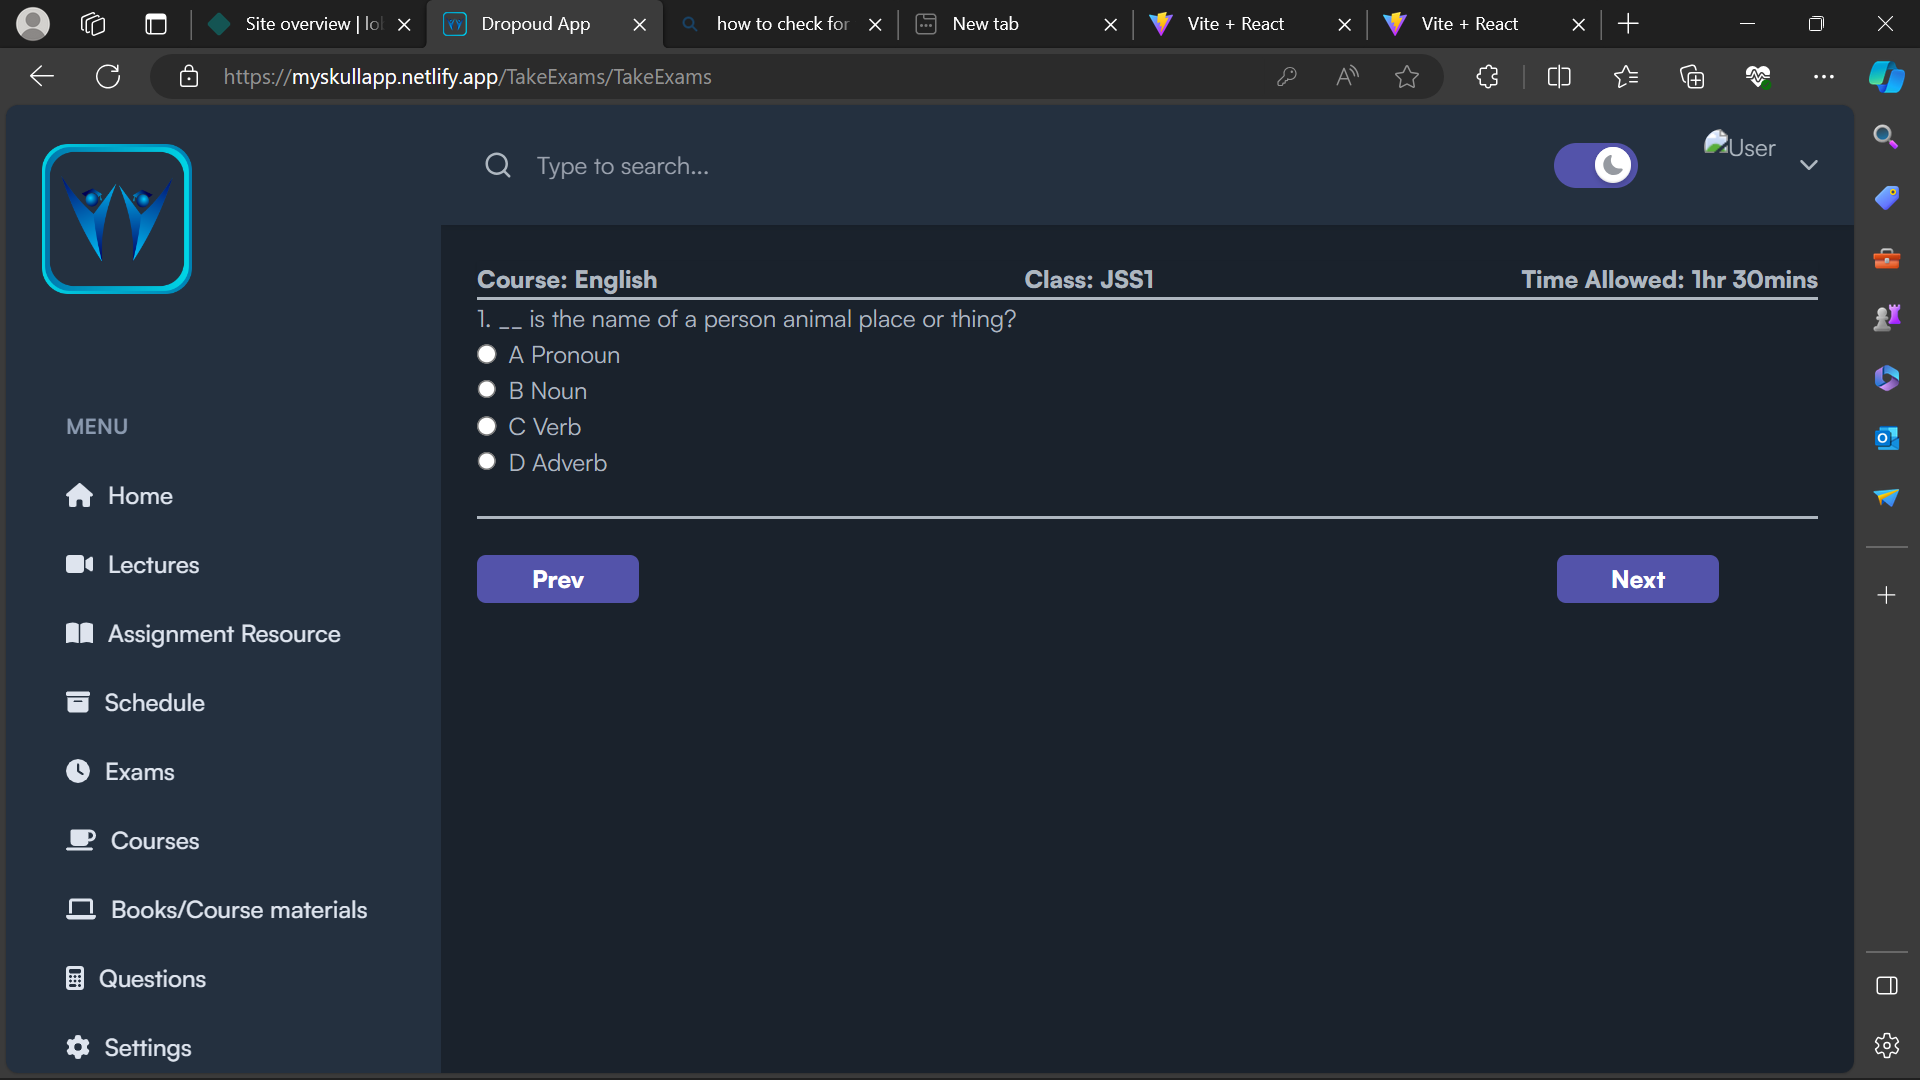 Site overview | lol
Dropoud App
how to check for
New tab
Vite + React
Vite + React
https://myskullapp.netlify.app/TakeExams/TakeExams
Type to search...
User
Course: English
Class: JSS1
Time Allowed: 1hr 30mins
1. __ is the name of a person animal place or thing?
A Pronoun
B Noun
C Verb
D Adverb
Prev
Next
MENU
Home
Lectures
Assignment Resource
Schedule
Exams
Courses
Books/Course materials
Questions
Settings